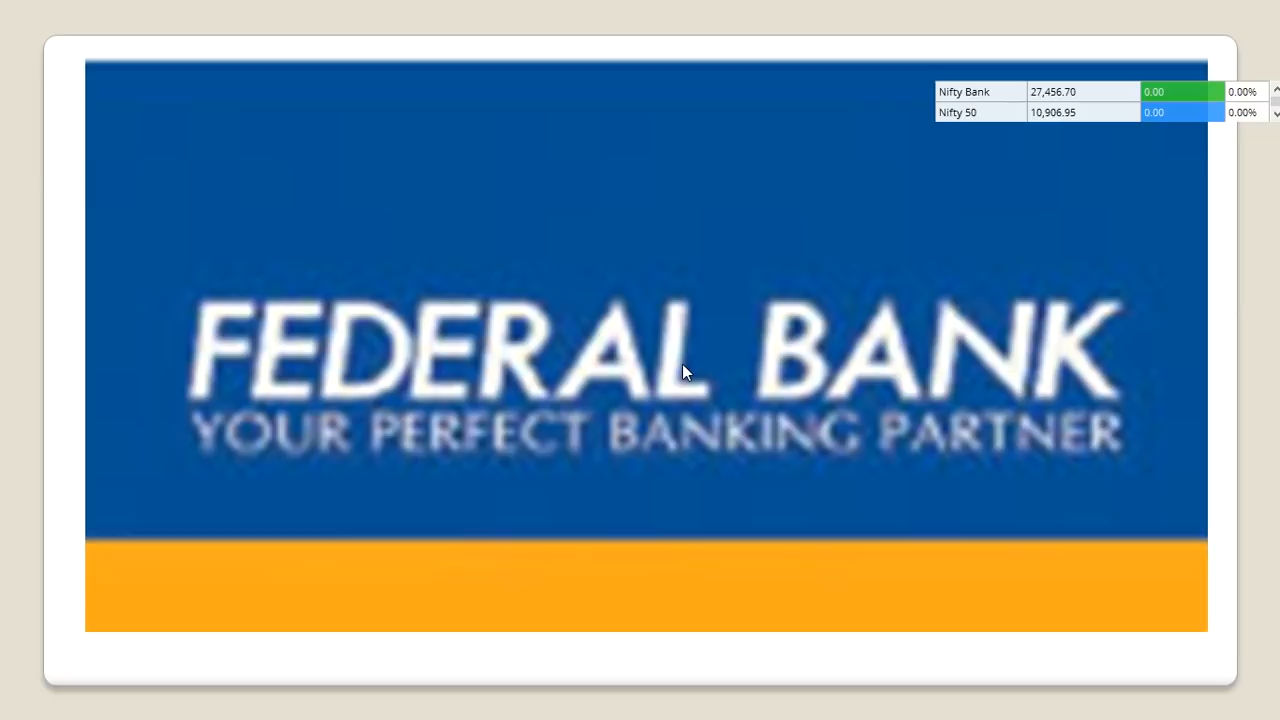 Nifty Bank 27,456.70 0.00 0.00%
Nifty 50 10,906.95 0.00 0.00%
FEDERAL BANK
YOUR PERFECT BANKING PARTNER